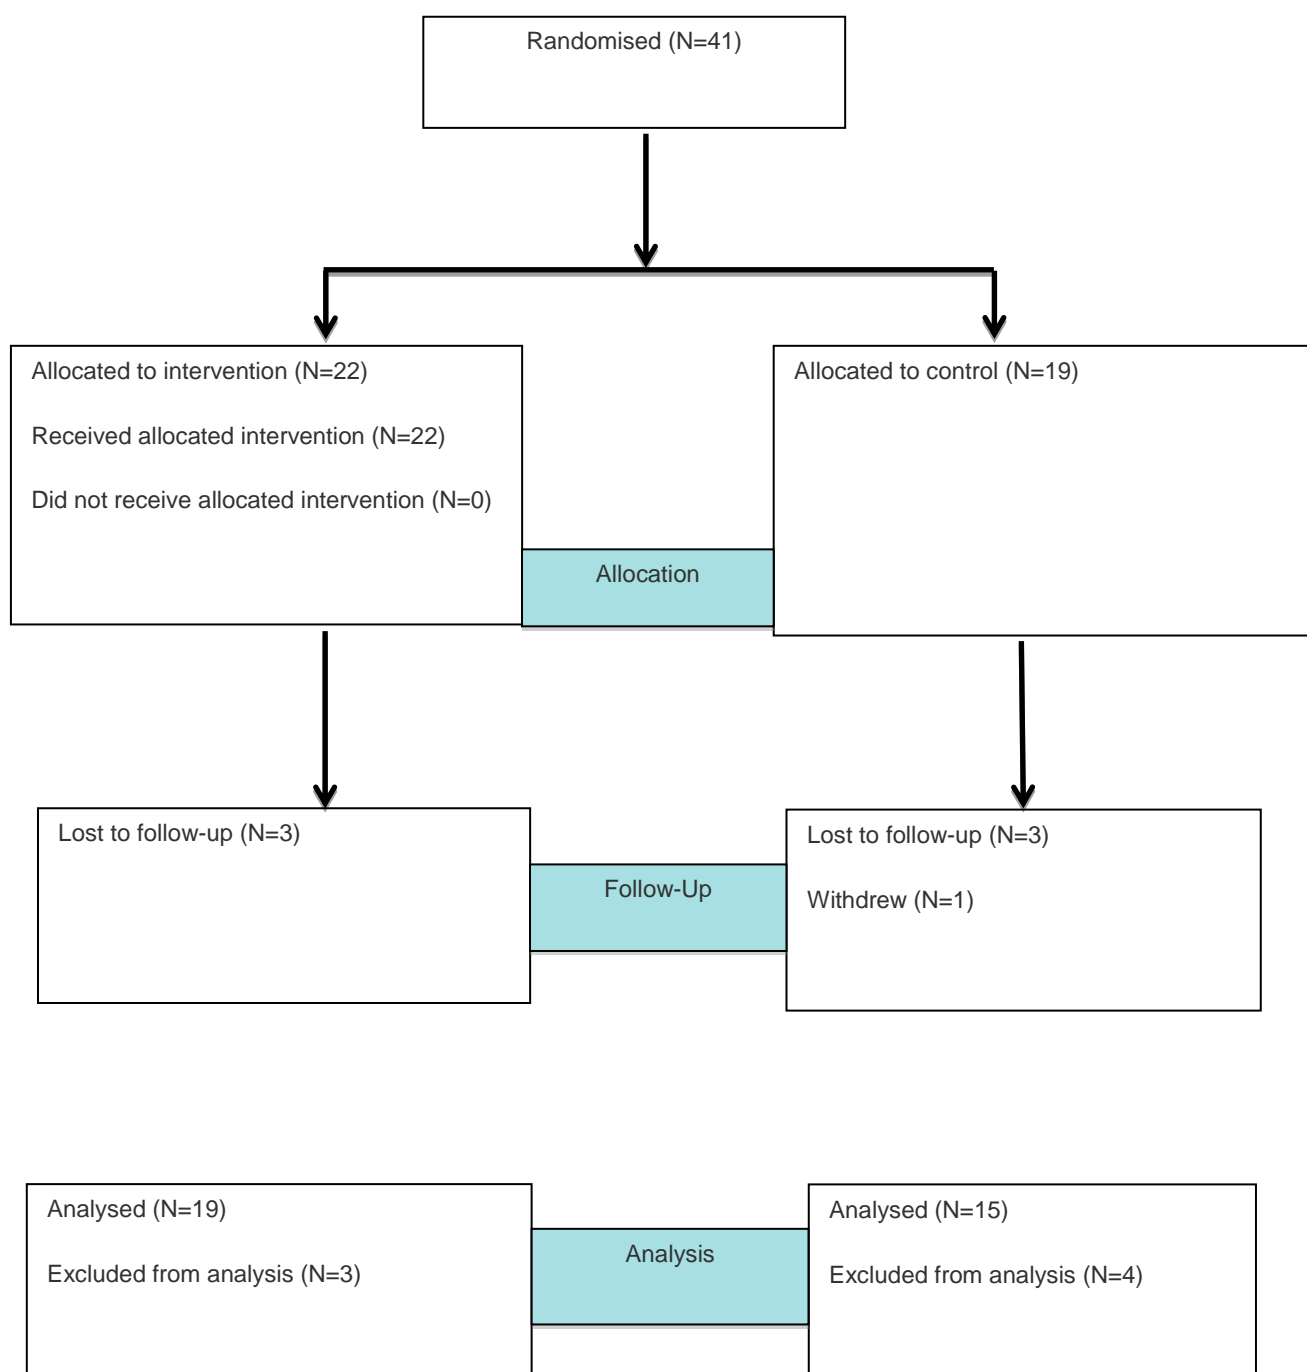 Randomised (N=41)
Allocated to intervention (N=22)
Received allocated intervention (N=22)
Did not receive allocated intervention (N=0)
Allocated to control (N=19)
Allocation
Lost to follow-up (N=3)
Follow-Up
Lost to follow-up (N=3)
Withdrew (N=1)
Analysed (N=19)
Excluded from analysis (N=3)
Analysis
Analysed (N=15)
Excluded from analysis (N=4)